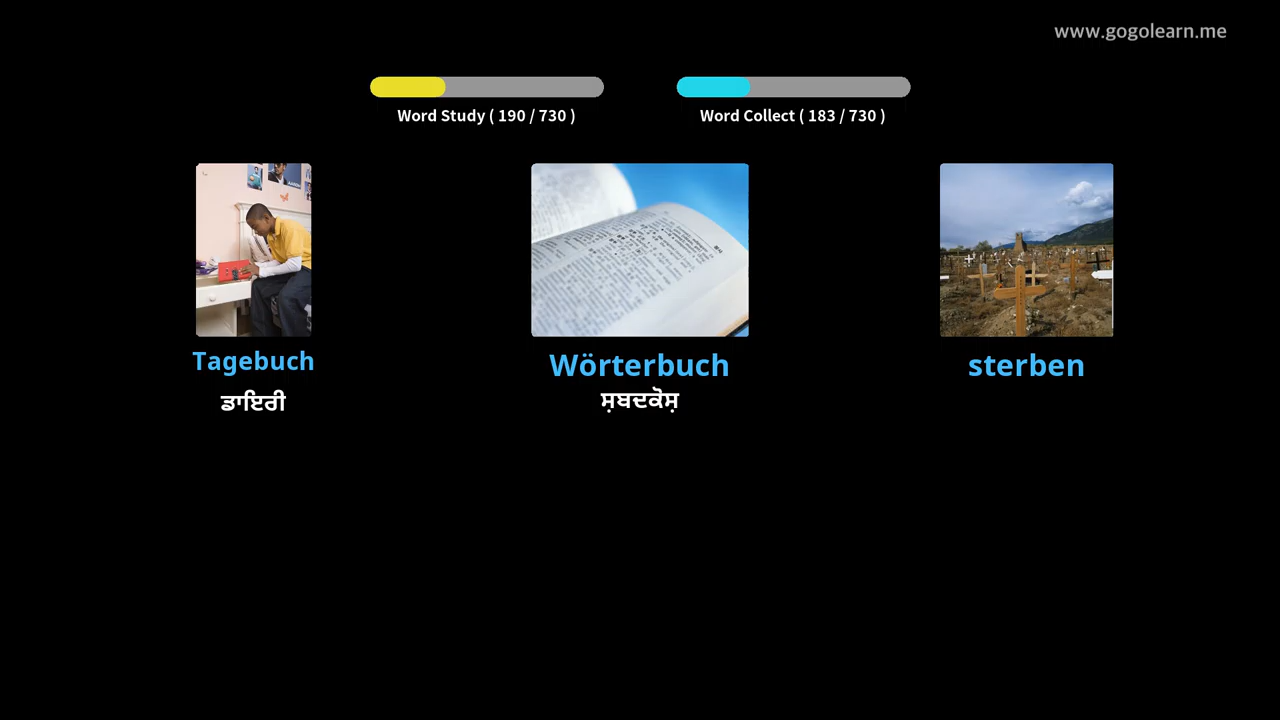 www.gogolearn.me
Word Study ( 190 / 730 )
Word Collect ( 183 / 730 )
Tagebuch
Wörterbuch
sterben
ਡਾਇਰੀ
ਸ਼ਬਦਕੋਸ਼